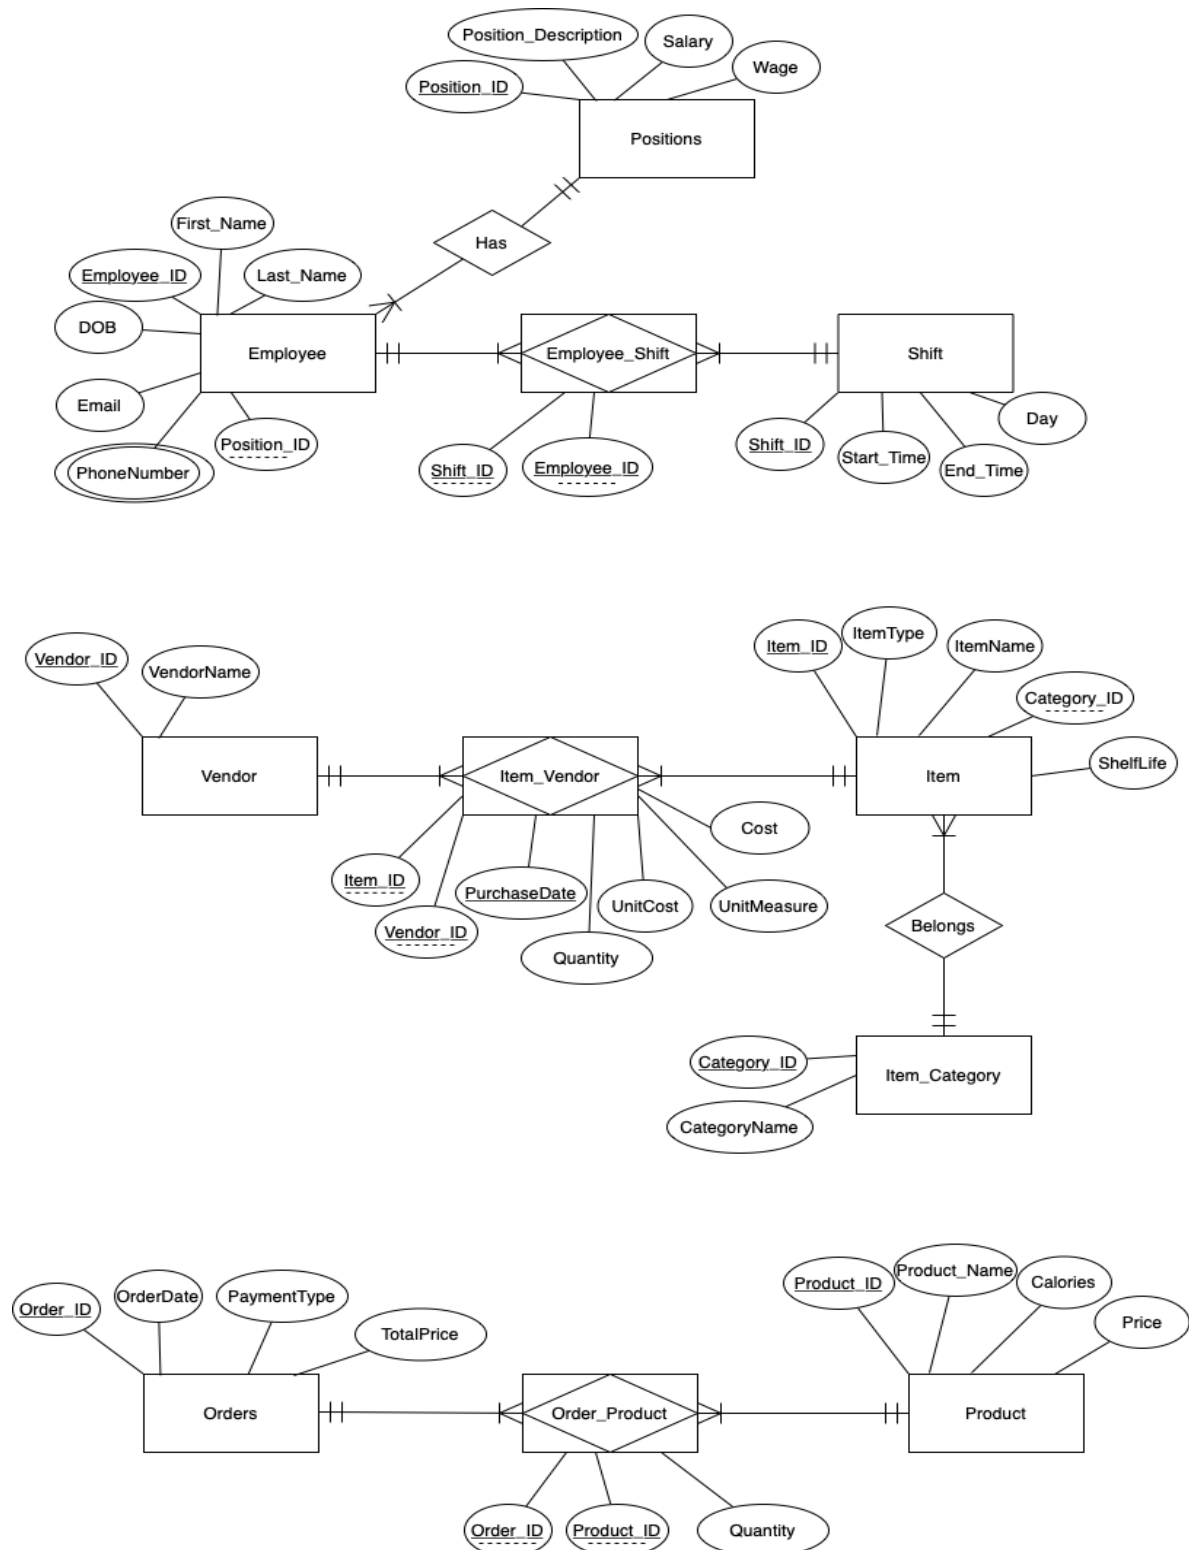 Position_Description
Salary
Wage
Position_ID
Positions
Has
First_Name
Employee_ID
Last_Name
DOB
Employee
Employee_Shift
Shift
Email
Position_ID
PhoneNumber
Shift_ID
Employee_ID
Shift_ID
Start_Time
End_Time
Day
Vendor_ID
VendorName
Item_ID
ItemType
ItemName
Category_ID
ShelfLife
Vendor
Item_Vendor
Item
Cost
Item_ID
PurchaseDate
UnitCost
UnitMeasure
Vendor_ID
Quantity
Belongs
Category_ID
Item_Category
CategoryName
Order_ID
OrderDate
PaymentType
TotalPrice
Product_ID
Product_Name
Calories
Price
Orders
Order_Product
Product
Order_ID
Product_ID
Quantity